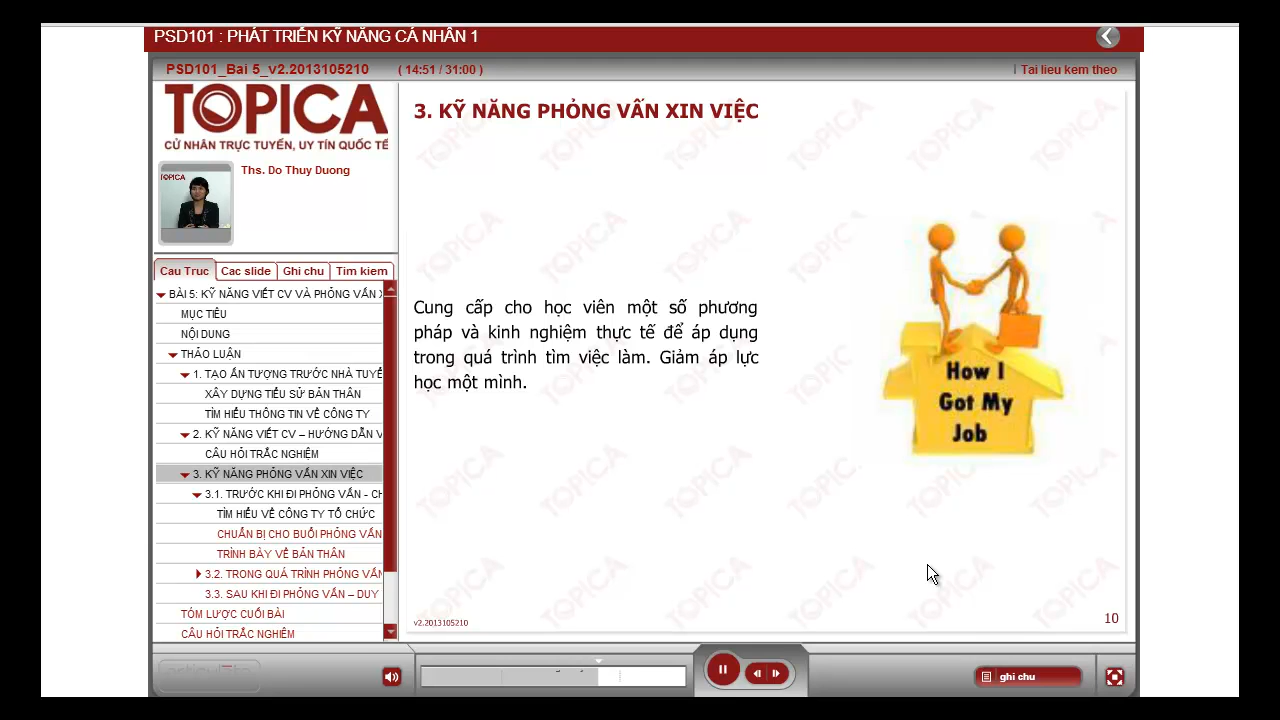 PSD101 : PHÁT TRIỂN KỸ NĂNG CÁ NHÂN 1
PSD101_Bai 5_v2.2013105210
( 14:51 / 31:00 )
Tai lieu kem theo
TOPICA
CỬ NHÂN TRỰC TUYẾN, UY TÍN QUỐC TẾ
TOPICA
Ths. Do Thuy Duong
Cau Truc
Cac slide
Ghi chu
Tim kiem
BÀI 5: KỸ NĂNG VIẾT CV VÀ PHỎNG VẤN X
MỤC TIÊU
NỘI DUNG
THẢO LUẬN
1. TẠO ẤN TƯỢNG TRƯỚC NHÀ TUYỂ
XÂY DỰNG TIỂU SỬ BẢN THÂN
TÌM HIỂU THÔNG TIN VỀ CÔNG TY
2. KỸ NĂNG VIẾT CV – HƯỚNG DẪN V
CÂU HỎI TRẮC NGHIỆM
3. KỸ NĂNG PHỎNG VẤN XIN VIỆC
3.1. TRƯỚC KHI ĐI PHỎNG VẤN - CH
TÌM HIỂU VỀ CÔNG TY TỔ CHỨC
CHUẨN BỊ CHO BUỔI PHỎNG VẤN
TRÌNH BÀY VỀ BẢN THÂN
3.2. TRONG QUÁ TRÌNH PHỎNG VẤN
3.3. SAU KHI ĐI PHỎNG VẤN – DUY
TÓM LƯỢC CUỐI BÀI
CÂU HỎI TRẮC NGHIỆM
3. KỸ NĂNG PHỎNG VẤN XIN VIỆC
Cung cấp cho học viên một số phương
pháp và kinh nghiệm thực tế để áp dụng
trong quá trình tìm việc làm. Giảm áp lực
học một mình.
How I
Got My
Job
v2.2013105210
10
ghi chu